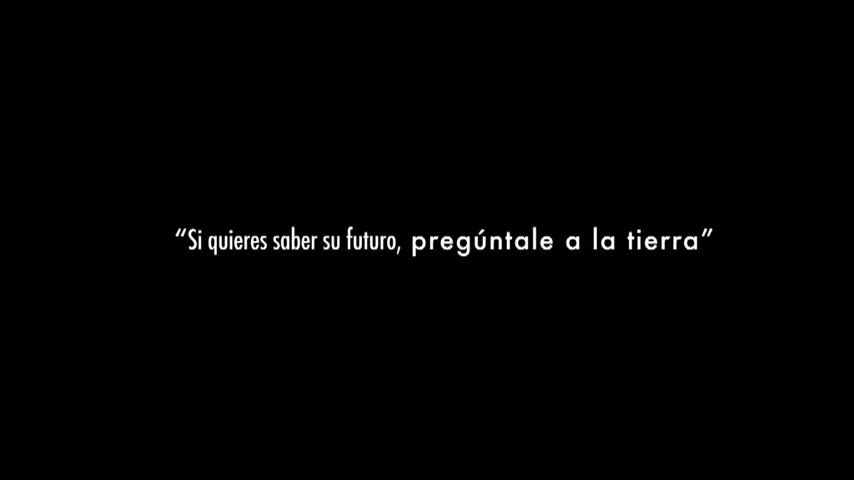 “Si quieres saber su futuro, pregúntale a la tierra”